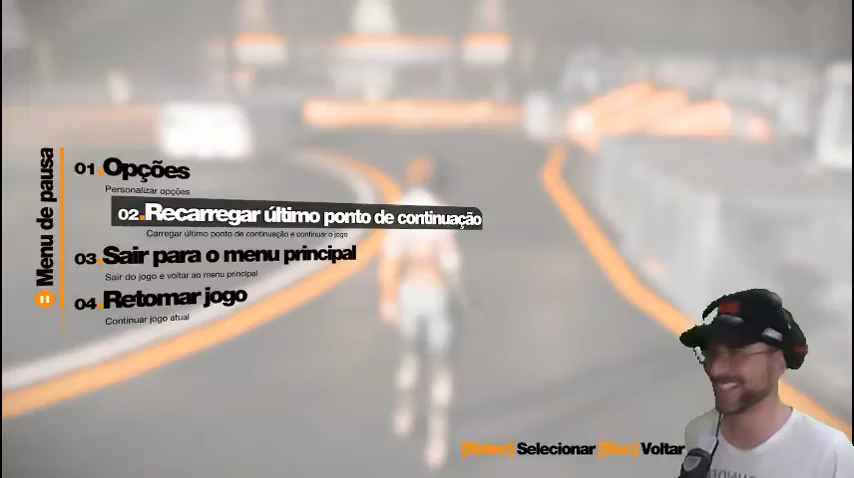 Menu de pausa
01.Opções
Personalizar opções
02.Recarregar último ponto de continuação
Carregar último ponto de continuação e continuar o jogo
03.Sair para o menu principal
Sair do jogo e voltar ao menu principal
04.Retomar jogo
Continuar jogo atual
[Enter] Selecionar [Esc] Voltar